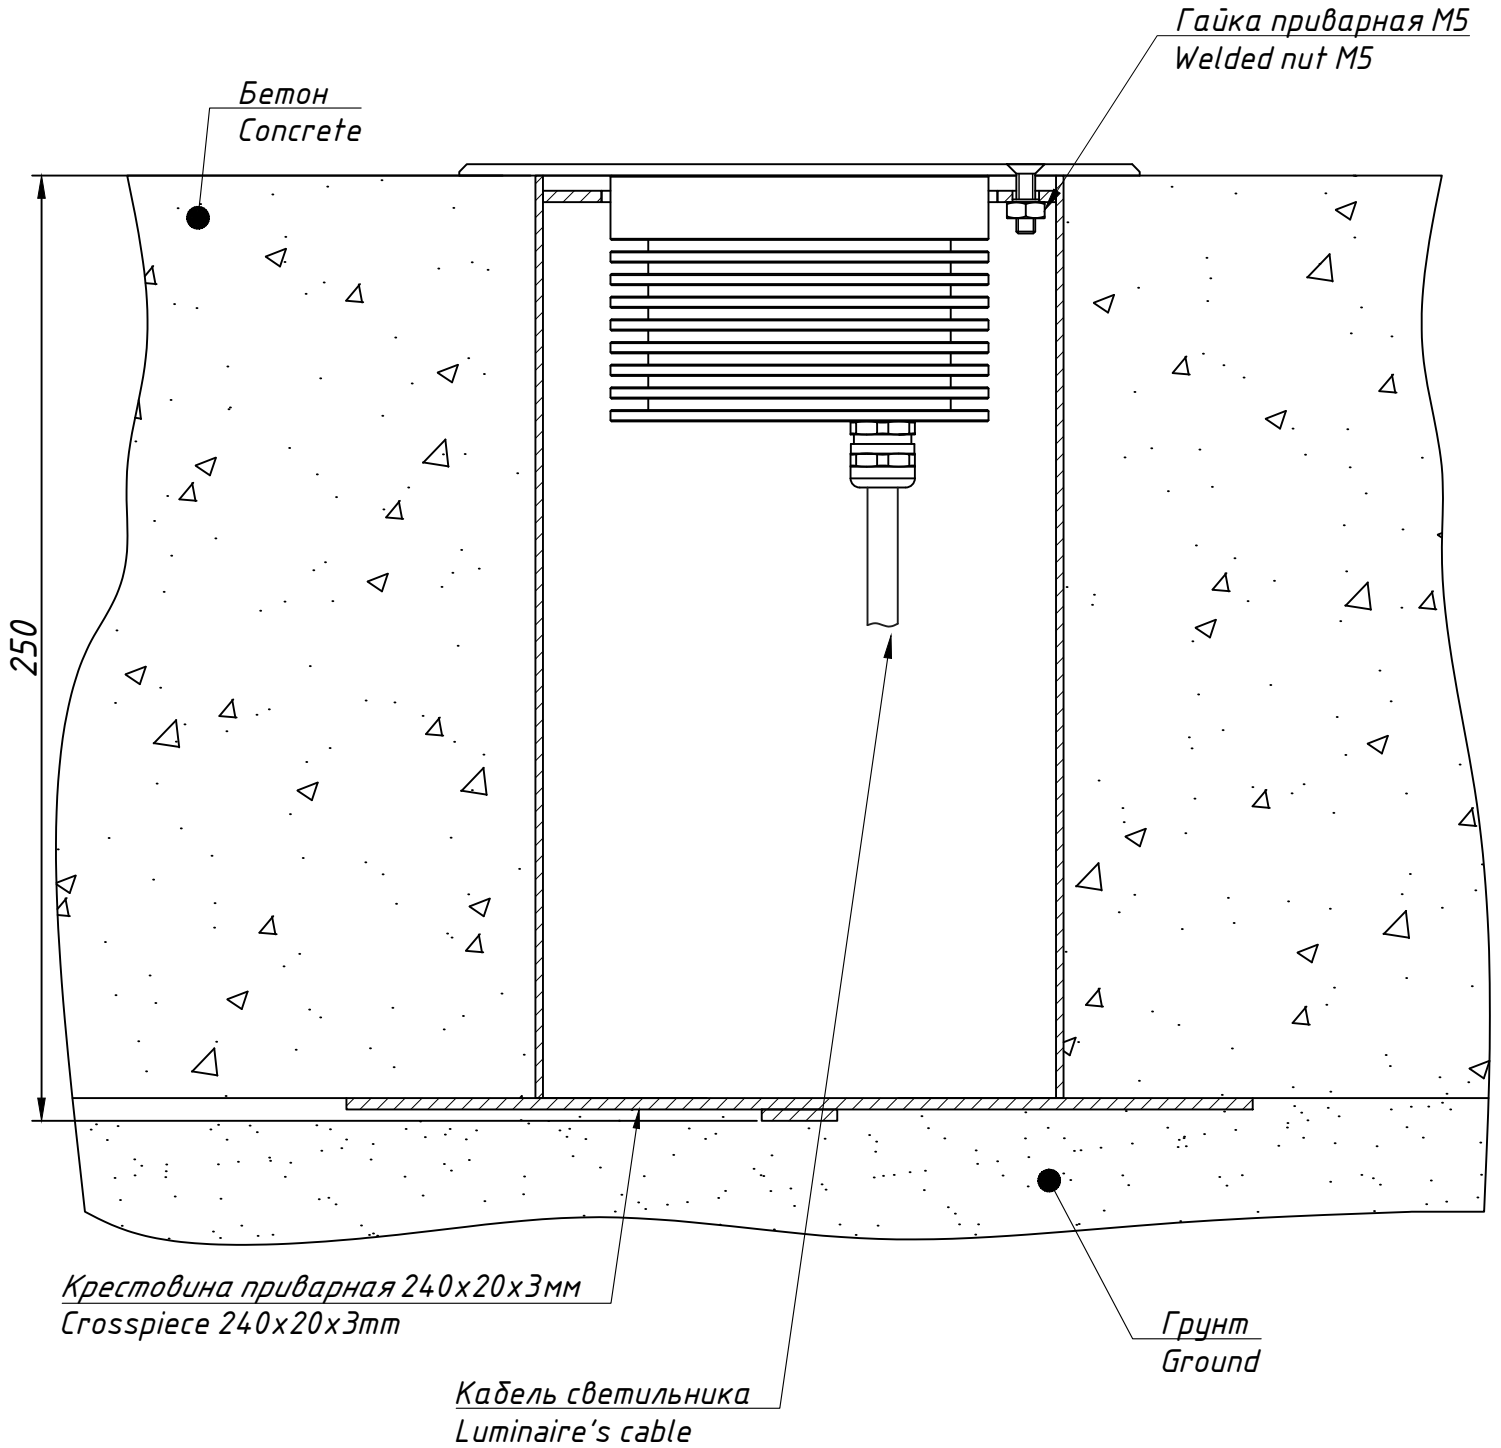 Гайка приварная М5
Welded nut M5
Бетон
Concrete
250
Крестовина приварная 240х20х3мм
Crosspiece 240x20x3mm
Грунт
Ground
Кабель светильника
Luminaire's cable